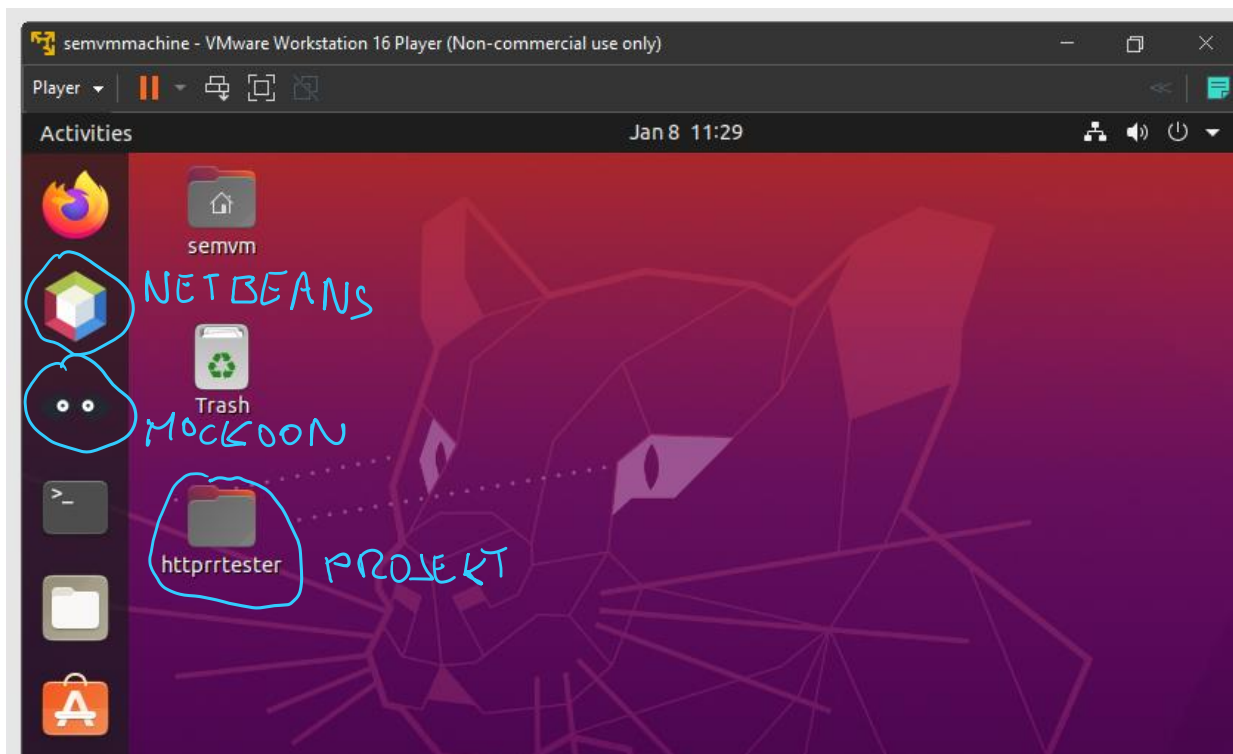 semvmmachine - VMware Workstation 16 Player (Non-commercial use only)
Player
Activities
Jan 8 11:29
semvm
NETBEANS
Trash
MOCKOON
>_
httprrtester
PROJEKT